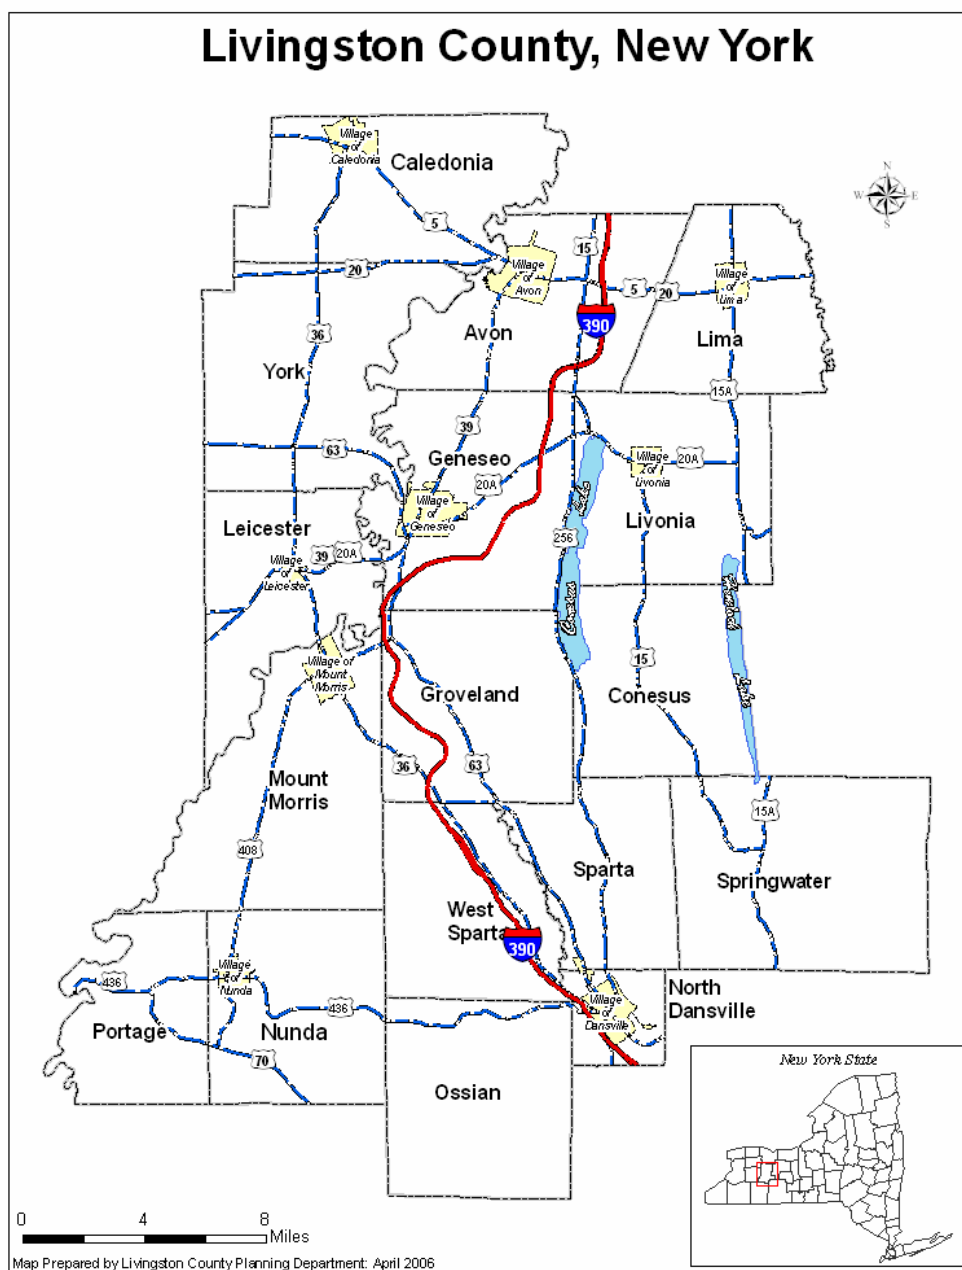 Livingston County, New York
Village
of
Caledonia
Caledonia
N
W
E
S
5
15
20
Village
of
Avon
5
20
Village
of
Lima
390
36
Avon
Lima
York
15A
39
63
Geneseo
20A
Village
of
Livonia
20A
Village
of
Geneseo
Lake
Leicester
Livonia
256
39
20A
Village
of
Leicester
Conesus
Hemlock
Village of
Mount
Morris
15
Groveland
Conesus
Lake
36
63
Mount
Morris
15A
408
Sparta
Springwater
West
Sparta
390
Village
of
Nunda
436
North
Dansville
Village
of
Dansville
436
Portage
Nunda
70
Ossian
New York State
0
4
8
Miles
Map Prepared by Livingston County Planning Department: April 2006